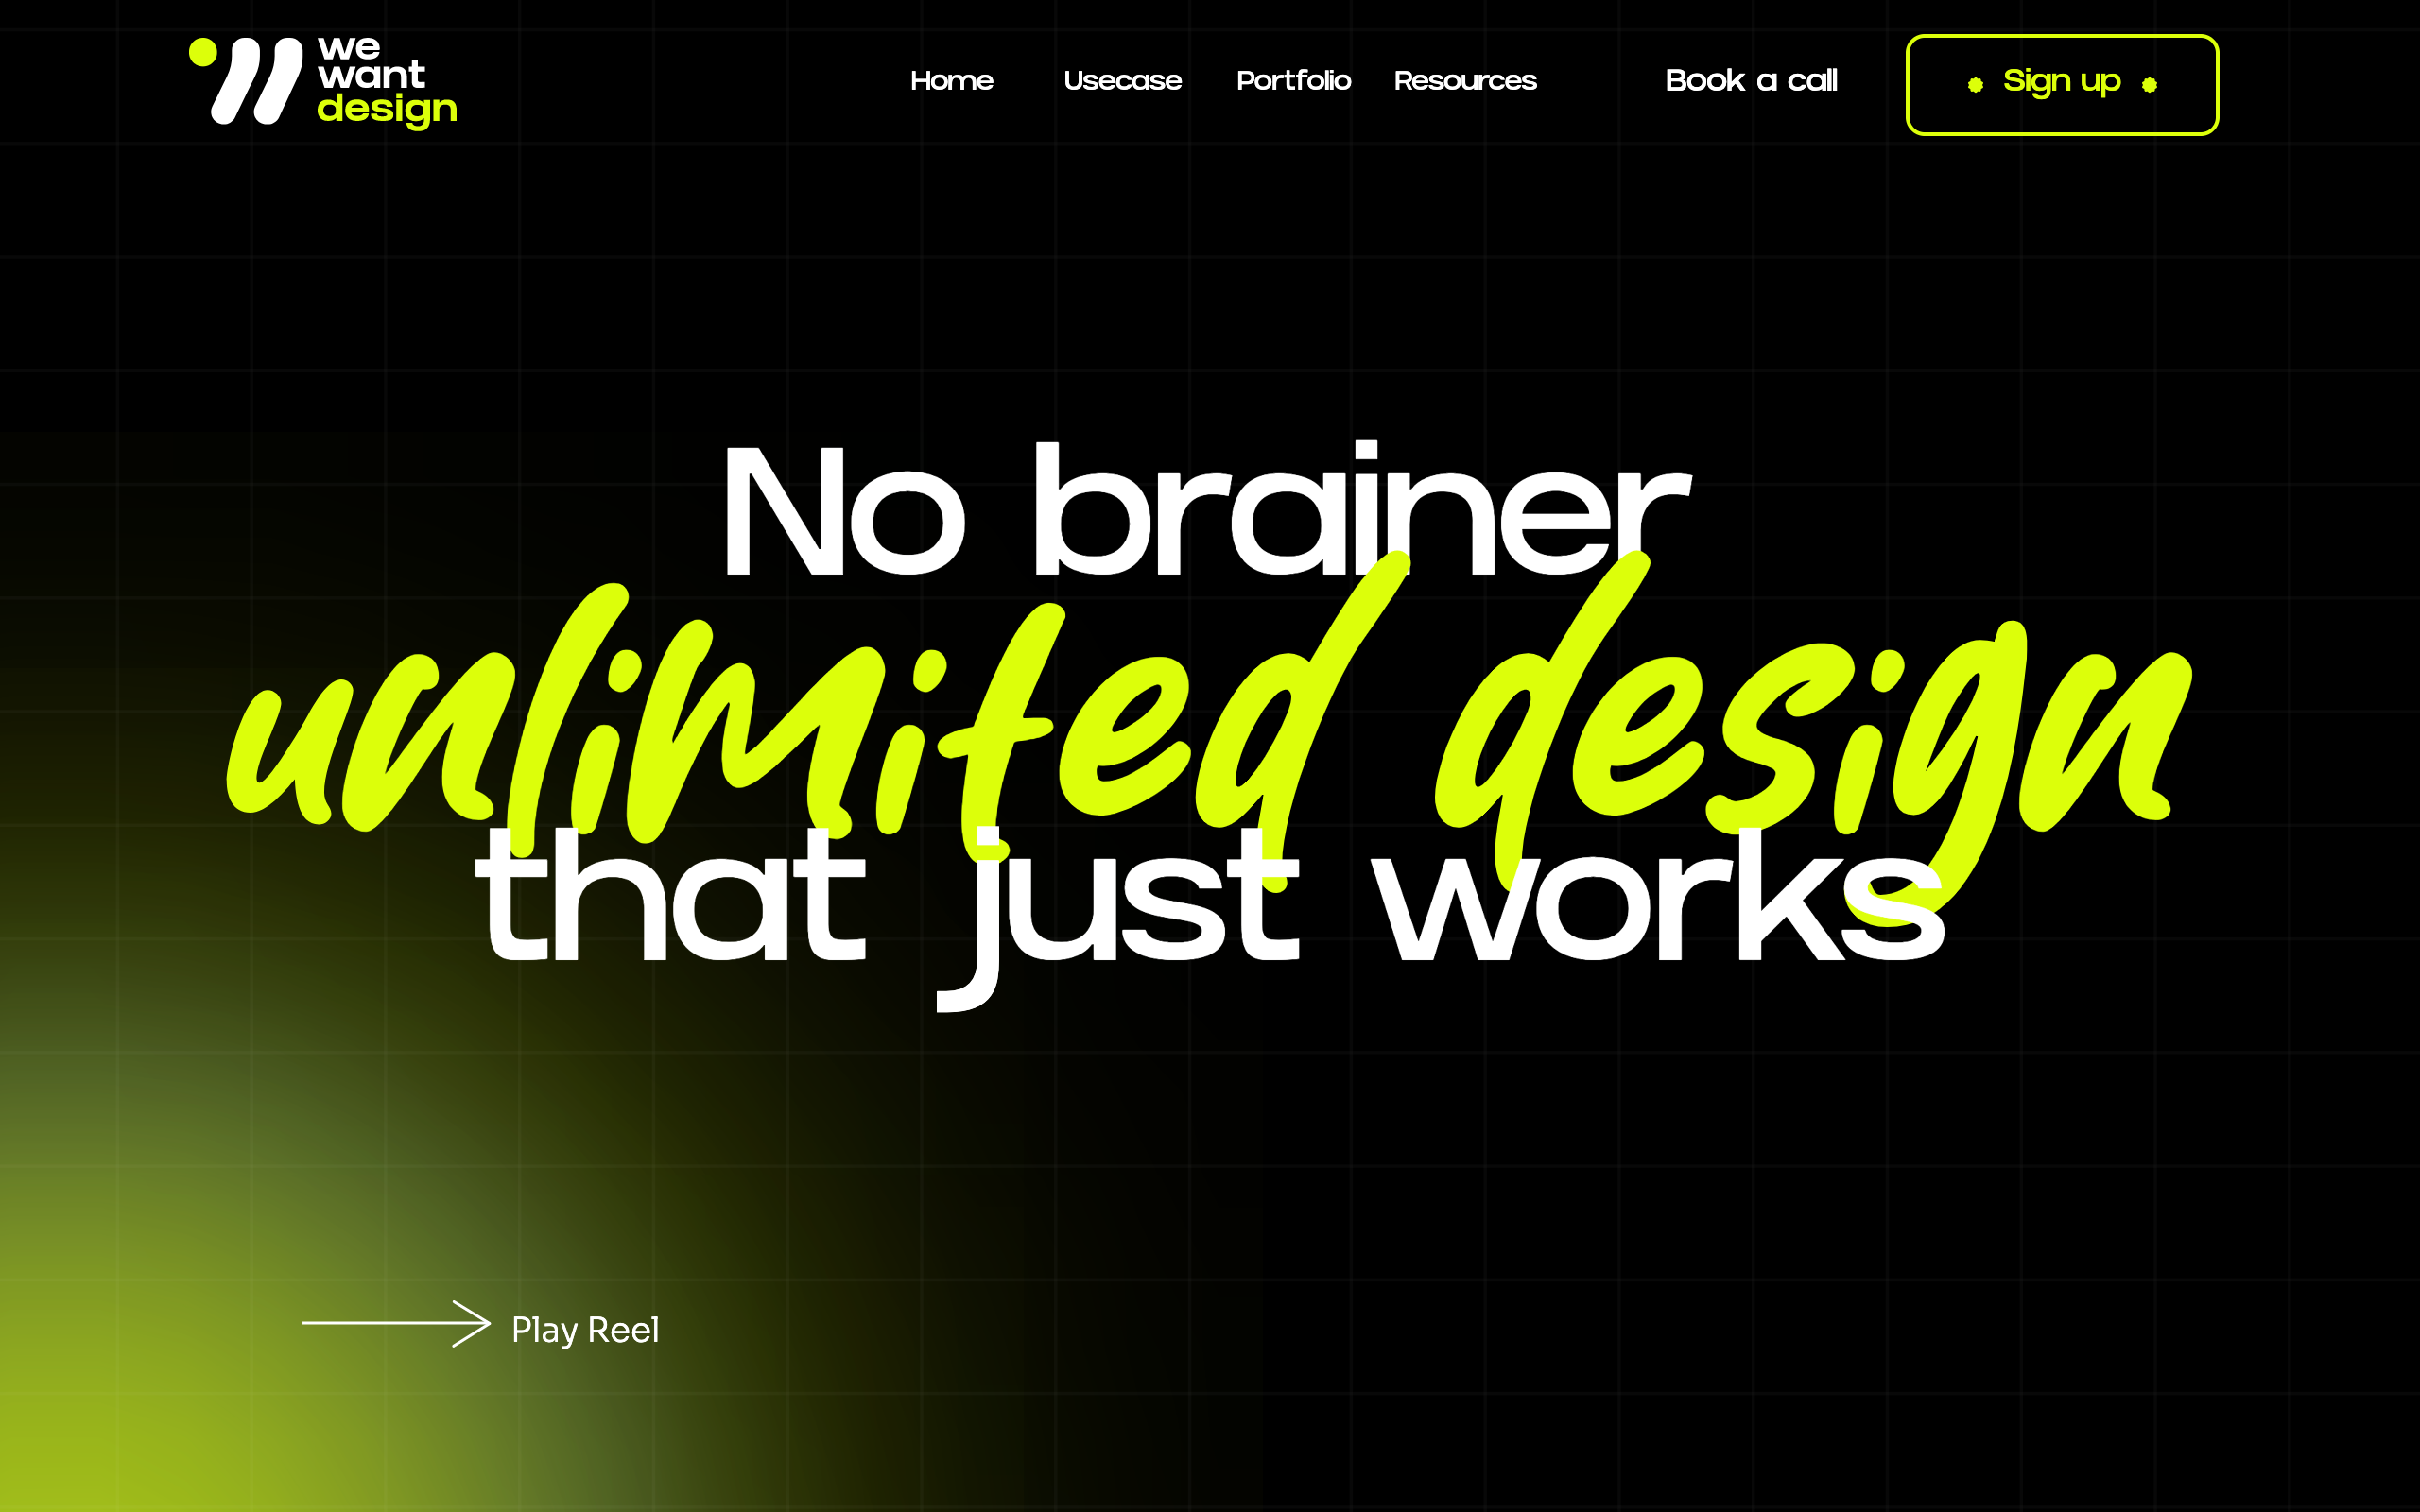 we
want
design
Home Usecase Portfolio Resources Book a call Sign up
No brainer
unlimited design
that just works
Play Reel